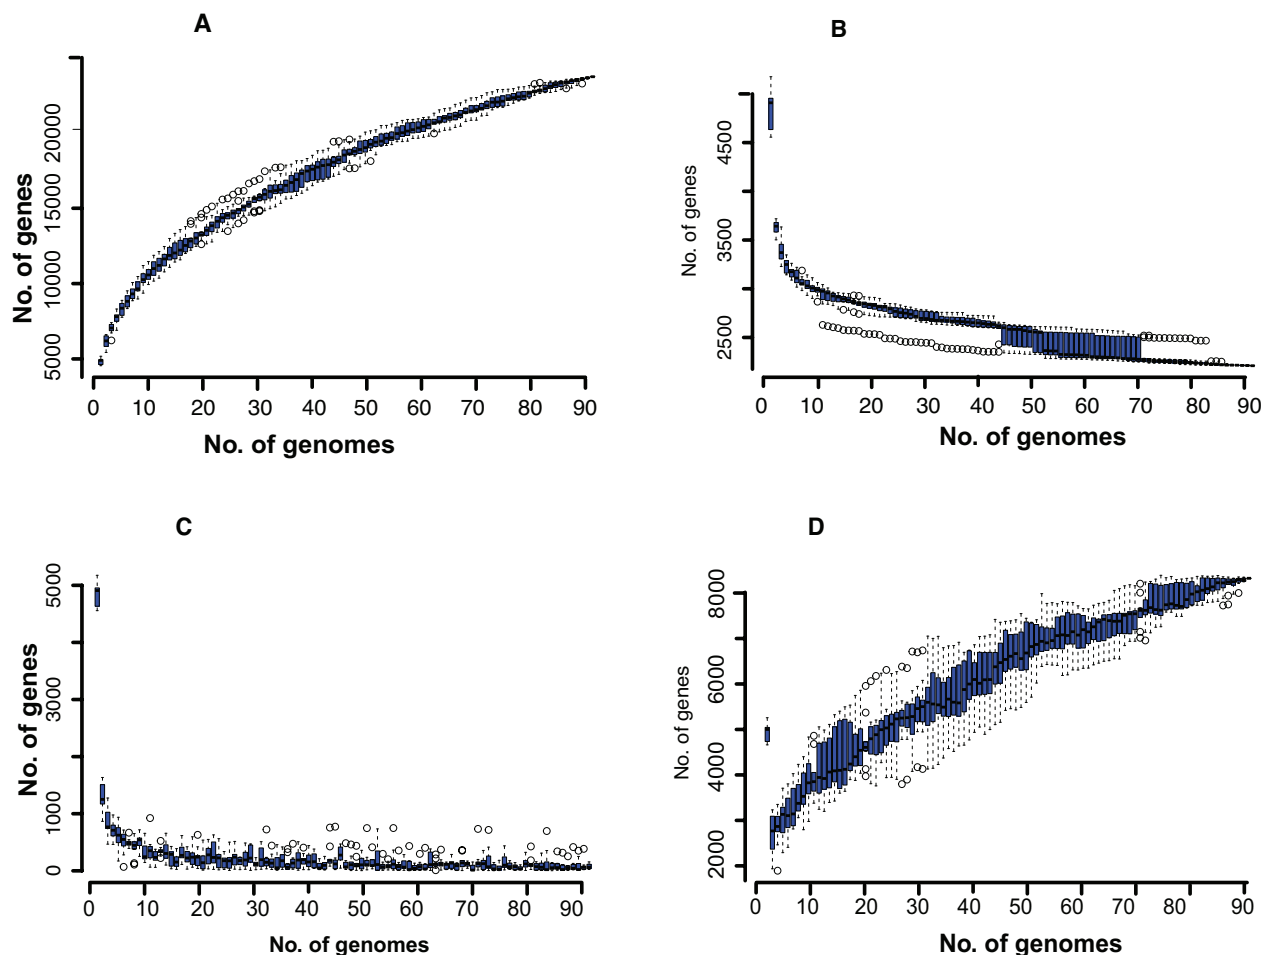 A
No. of genes
20000
15000
10000
5000
0 10 20 30 40 50 60 70 80 90
No. of genomes
B
No. of genes
4500
3500
2500
0 10 20 30 40 50 60 70 80 90
No. of genomes
C
No. of genes
5000
3000
1000
0
0 10 20 30 40 50 60 70 80 90
No. of genomes
D
No. of genes
8000
6000
4000
2000
0 10 20 30 40 50 60 70 80 90
No. of genomes